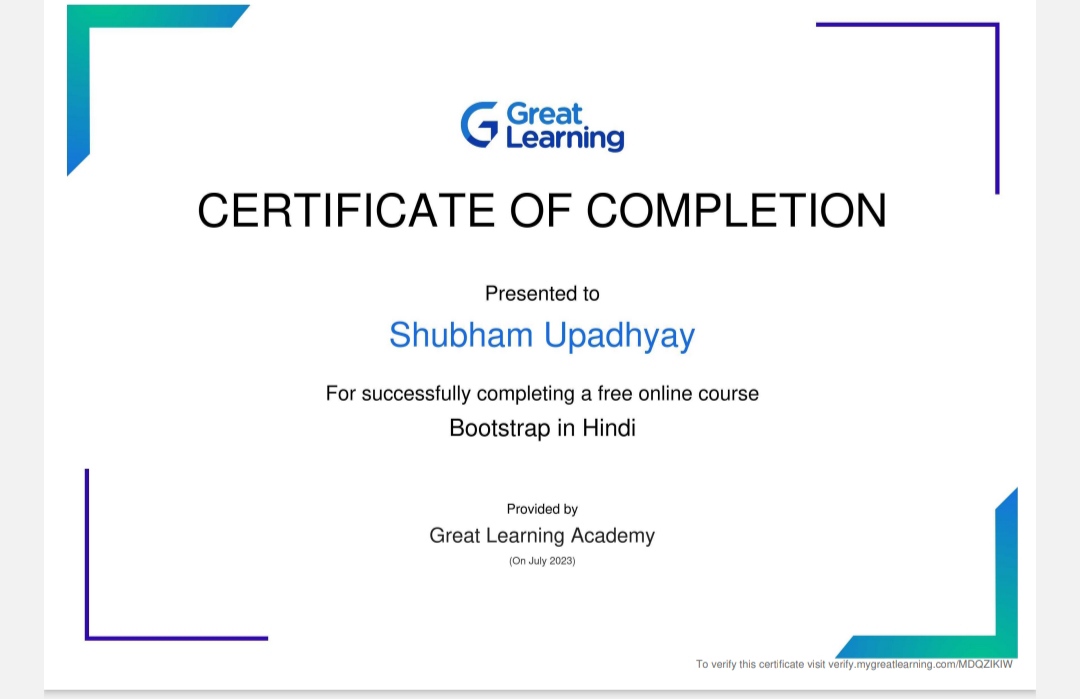 Great
Learning
CERTIFICATE OF COMPLETION
Presented to
Shubham Upadhyay
For successfully completing a free online course
Bootstrap in Hindi
Provided by
Great Learning Academy
(On July 2023)
To verify this certificate visit verify.mygreatlearning.com/MDQZIKIW